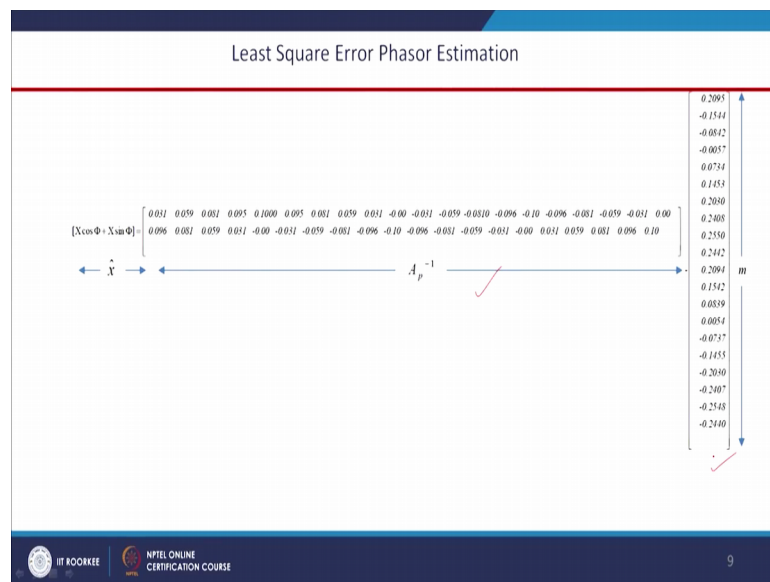 Least Square Error Phasor Estimation
0.031 0.059 0.081 0.095 0.1000 0.095 0.081 0.059 0.031 -0.00 -0.031 -0.059 -0.0810 -0.096 -0.10 -0.096 -0.081 -0.059 -0.031 0.00
[XcosΦ+XsinΦ]=
0.096 0.081 0.059 0.031 -0.00 -0.031 -0.059 -0.081 -0.096 -0.10 -0.096 -0.081 -0.059 -0.031 -0.00 0.031 0.059 0.081 0.096 0.10
x̂
A_p^-1
0.2095
-0.1544
-0.0842
-0.0057
0.0734
0.1453
0.2030
0.2408
0.2550
0.2442
0.2094
0.1542
0.0839
0.0054
-0.0737
-0.1455
-0.2030
-0.2407
-0.2548
-0.2440
m
IIT ROORKEE
NPTEL ONLINE
CERTIFICATION COURSE
9